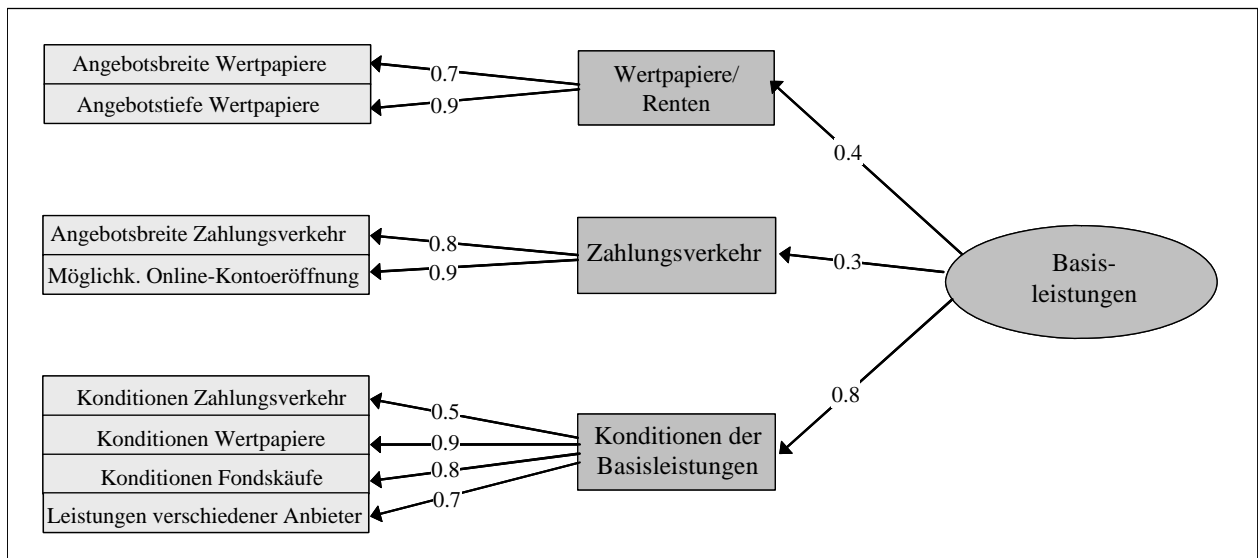 Angebotsbreite Wertpapiere
Angebotstiefe Wertpapiere
0.7
0.9
Wertpapiere/
Renten
0.4
Angebotsbreite Zahlungsverkehr
Möglichk. Online-Kontoeröffnung
0.8
0.9
Zahlungsverkehr
0.3
Basis-
leistungen
Konditionen Zahlungsverkehr
Konditionen Wertpapiere
Konditionen Fondskäufe
Leistungen verschiedener Anbieter
0.5
0.9
0.8
0.7
Konditionen der
Basisleistungen
0.8